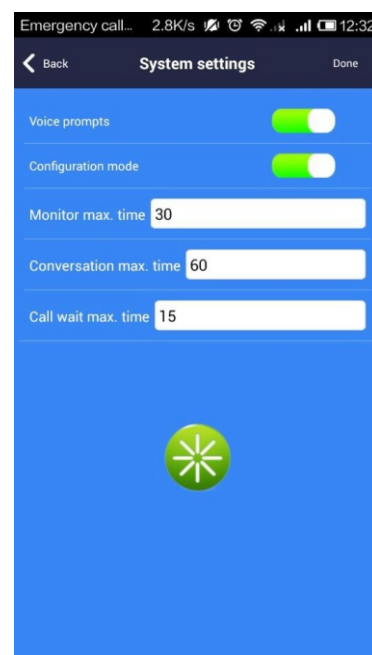 Emergency call... 2.8K/s 12:32
Back System settings Done
Voice prompts
Configuration mode
Monitor max. time 30
Conversation max. time 60
Call wait max. time 15